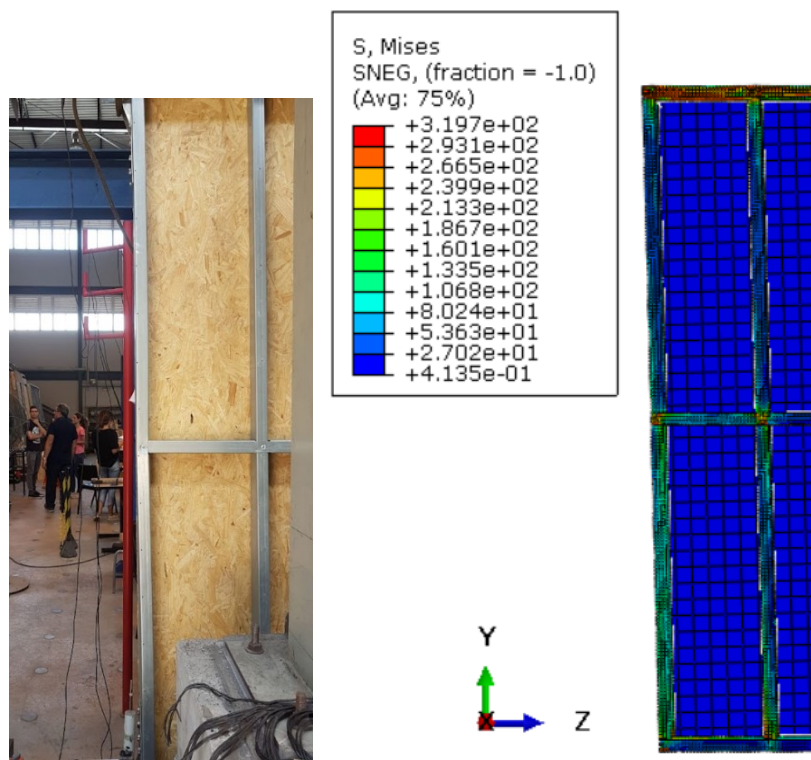 S, Mises
SNEG, (fraction = -1.0)
(Avg: 75%)
+3.197e+02
+2.931e+02
+2.665e+02
+2.399e+02
+2.133e+02
+1.867e+02
+1.601e+02
+1.335e+02
+1.068e+02
+8.024e+01
+5.363e+01
+2.702e+01
+4.135e-01
Y
X
Z